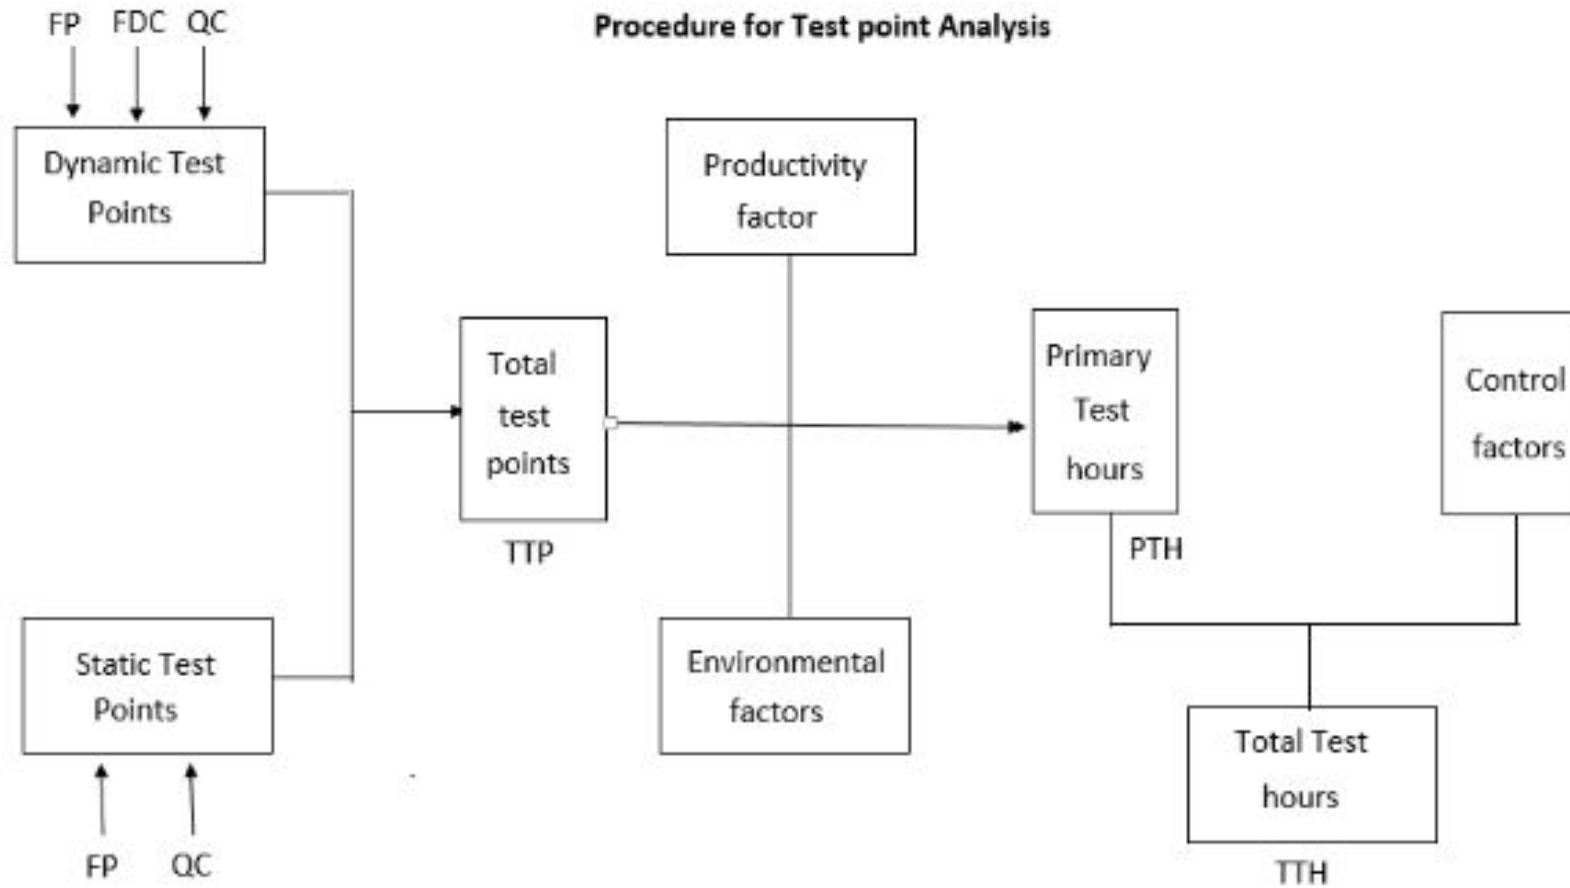 Procedure for Test point Analysis
FP FDC QC
Dynamic Test
Points
Productivity
factor
Total
test
points
TTP
Primary
Test
hours
PTH
Control
factors
Static Test
Points
FP QC
Environmental
factors
Total Test
hours
TTH